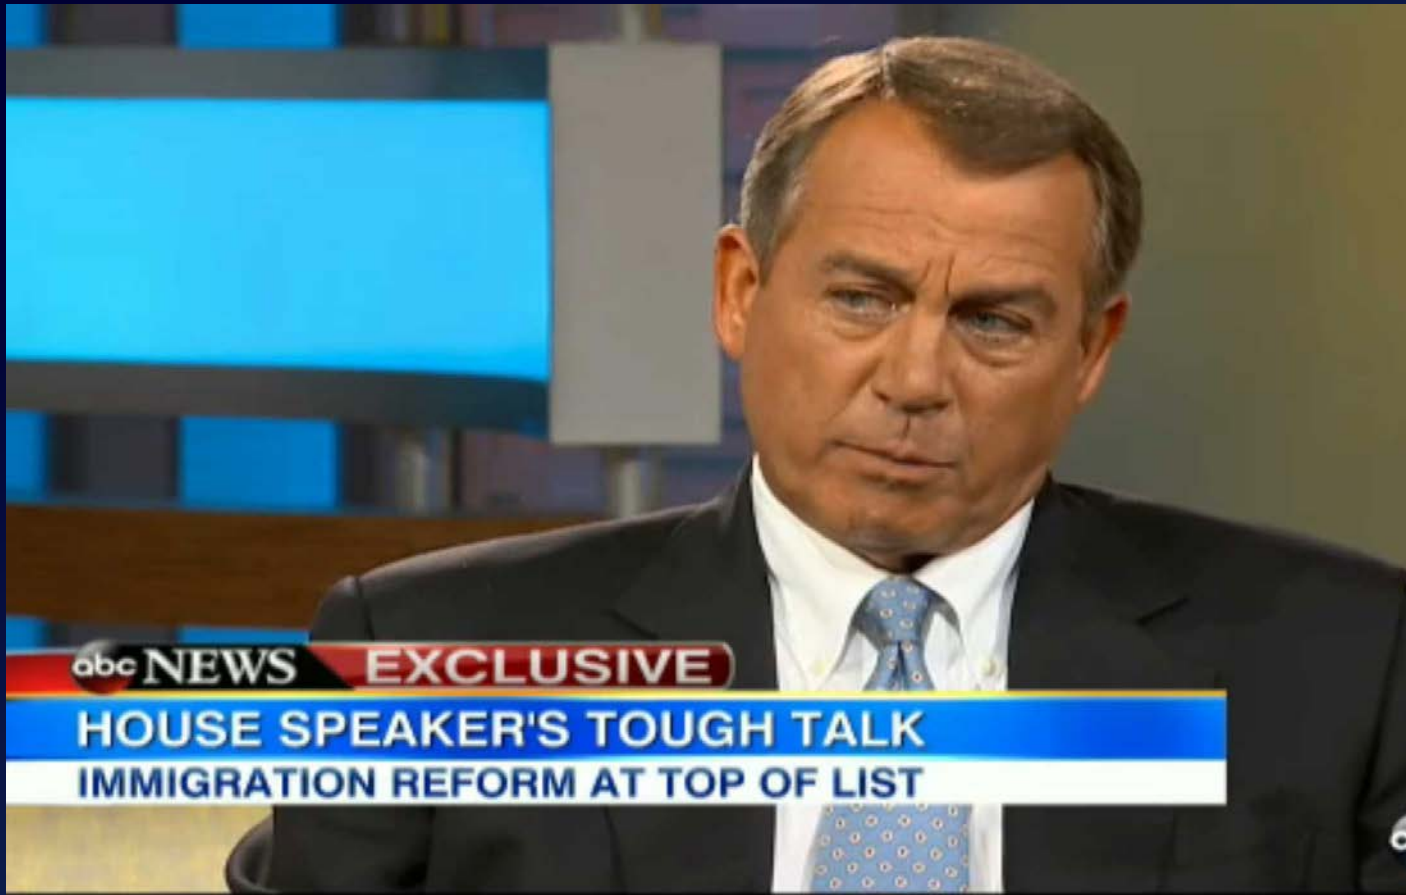 abc NEWS EXCLUSIVE
HOUSE SPEAKER'S TOUGH TALK
IMMIGRATION REFORM AT TOP OF LIST